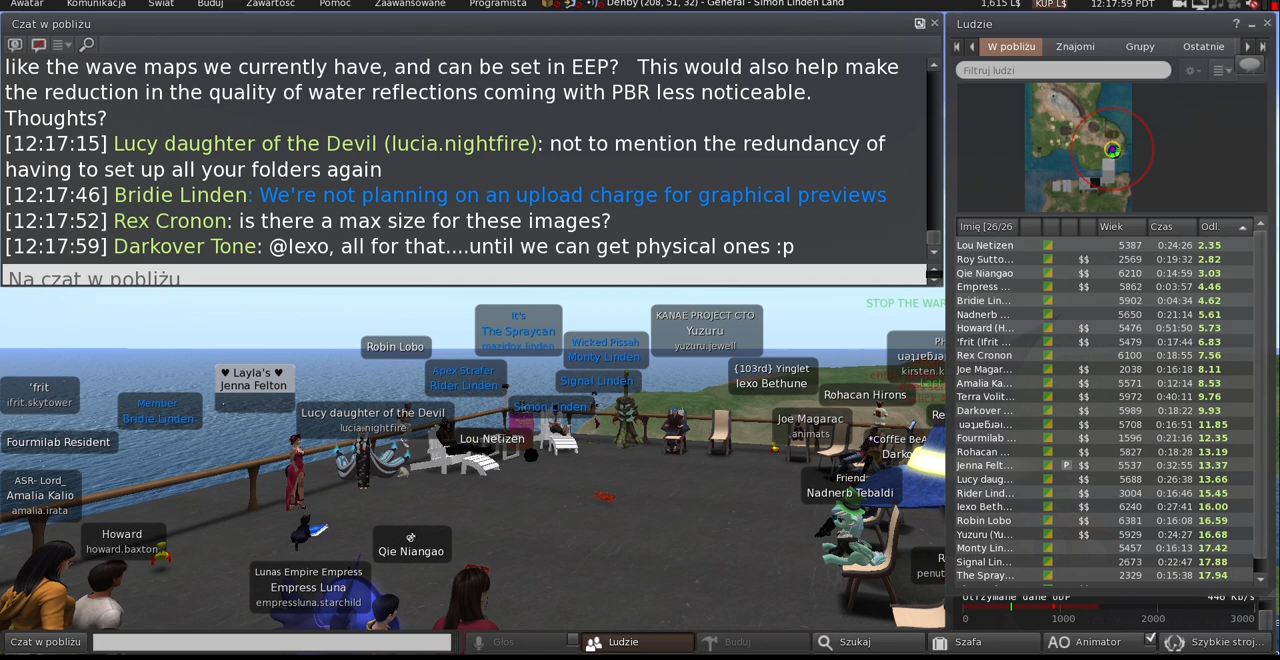 Awatar Komunikacja Świat Buduj Zawartość Pomoc Zaawansowane Programista Denby (208, 51, 32) - General - Simon Linden Land 1,615 L$ KUP L$ 12:17:59 PDT
Czat w pobliżu
like the wave maps we currently have, and can be set in EEP? This would also help make
the reduction in the quality of water reflections coming with PBR less noticeable.
Thoughts?
[12:17:15] Lucy daughter of the Devil (lucia.nightfire): not to mention the redundancy of
having to set up all your folders again
[12:17:46] Bridie Linden: We're not planning on an upload charge for graphical previews
[12:17:52] Rex Cronon: is there a max size for these images?
[12:17:59] Darkover Tone: @Iexo, all for that....until we can get physical ones :p
Na czat w pobliżu
STOP THE WAR
It's
The Spraycan
mazidox.linden
KANAE PROJECT CTO
Yuzuru
yuzuru.jewell
Robin Lobo
Wicked Pissah
Monty Linden
Apex Strafer
Rider Linden
Signal Linden
Simon Linden
{103rd} Yinglet
Iexo Bethune
kirsten.k
Rohacan Hirons
'frit
ifrit.skytower
♥ Layla's ♥
Jenna Felton
Member
Bridie Linden
Lucy daughter of the Devil
lucia.nightfire
Lou Netizen
Joe Magarac
animats
Re
*CoffEe BeA
Darko
Fourmilab Resident
ASR- Lord_
Amalia Kalio
amalia.irata
Friend
Nadnerb Tebaldi
Howard
howard.baxton
Qie Niangao
Lunas Empire Empress
Empress Luna
empressluna.starchild
R
penut
Ludzie
W pobliżu Znajomi Grupy Ostatnie
Filtruj ludzi
Imię [26/26 Wiek Czas Odl.
Lou Netizen 5387 0:24:26 2.35
Roy Sutto... $$ 2569 0:19:32 2.82
Qie Niangao $$ 6210 0:14:59 3.03
Empress ... $$ 5862 0:03:57 4.46
Bridie Lin... 5902 0:04:34 4.62
Nadnerb ... 5650 0:21:14 5.61
Howard (H... $$ 5476 0:51:50 5.73
'frit (Ifrit ... $$ 5479 0:17:44 6.83
Rex Cronon 6100 0:18:55 7.56
Joe Magar... $$ 2038 0:16:18 8.11
Amalia Ka... $$ 5571 0:12:14 8.53
Terra Volit... $$ 5972 0:40:11 9.76
Darkover ... $$ 5989 0:18:22 9.93
$$ 5708 0:16:51 11.85
Fourmilab ... $$ 1596 0:21:16 12.35
Rohacan ... $$ 5827 0:18:28 13.19
Jenna Felt... P $$ 5537 0:32:55 13.37
Lucy daug... $$ 5688 0:26:38 13.66
Rider Lind... $$ 3004 0:16:46 15.45
Iexo Beth... $$ 6240 0:27:41 16.00
Robin Lobo $$ 6381 0:16:08 16.59
Yuzuru (Yu... $$ 5929 0:24:27 16.68
Monty Lin... 5457 0:16:13 17.42
Signal Lin... 2673 0:22:47 17.88
The Spray... 2329 0:15:38 17.94
otrzymane dane UDP 446 Kb/s
0 1000 2000 3000
Czat w pobliżu Głos Ludzie Buduj Szukaj Szafa AO Animator Szybkie stroj...